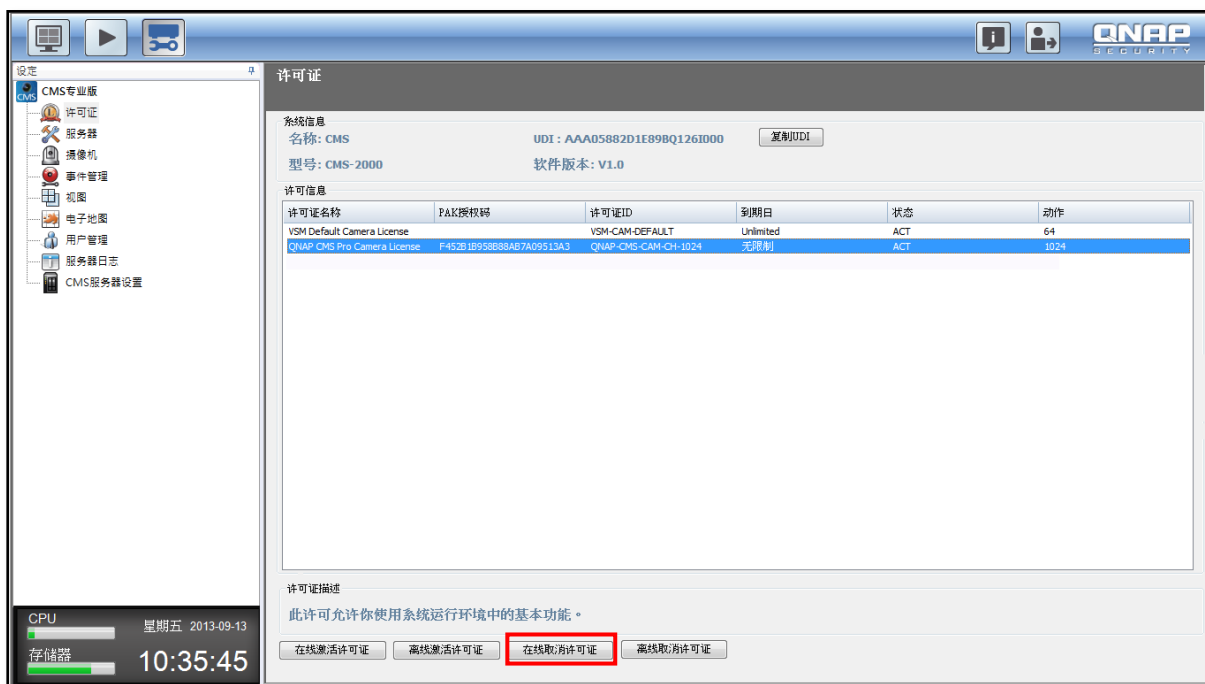 QNAP
SECURITY
设定
CMS专业版
许可证
服务器
摄像机
事件管理
视图
电子地图
用户管理
服务器日志
CMS服务器设置
CPU
星期五 2013-09-13
存储器
10:35:45
许可证
系统信息
名称: CMS UDI : AAA05882D1E89BQ126I000 复制UDI
型号: CMS-2000 软件版本: V1.0
许可信息
许可证名称 PAK授权码 许可证ID 到期日 状态 动作
VSM Default Camera License VSM-CAM-DEFAULT Unlimited ACT 64
QNAP CMS Pro Camera License F452B1B958B88AB7A09513A3 QNAP-CMS-CAM-CH-1024 无限制 ACT 1024
许可证描述
此许可允许你使用系统运行环境中的基本功能。
在线激活许可证 离线激活许可证 在线取消许可证 离线取消许可证